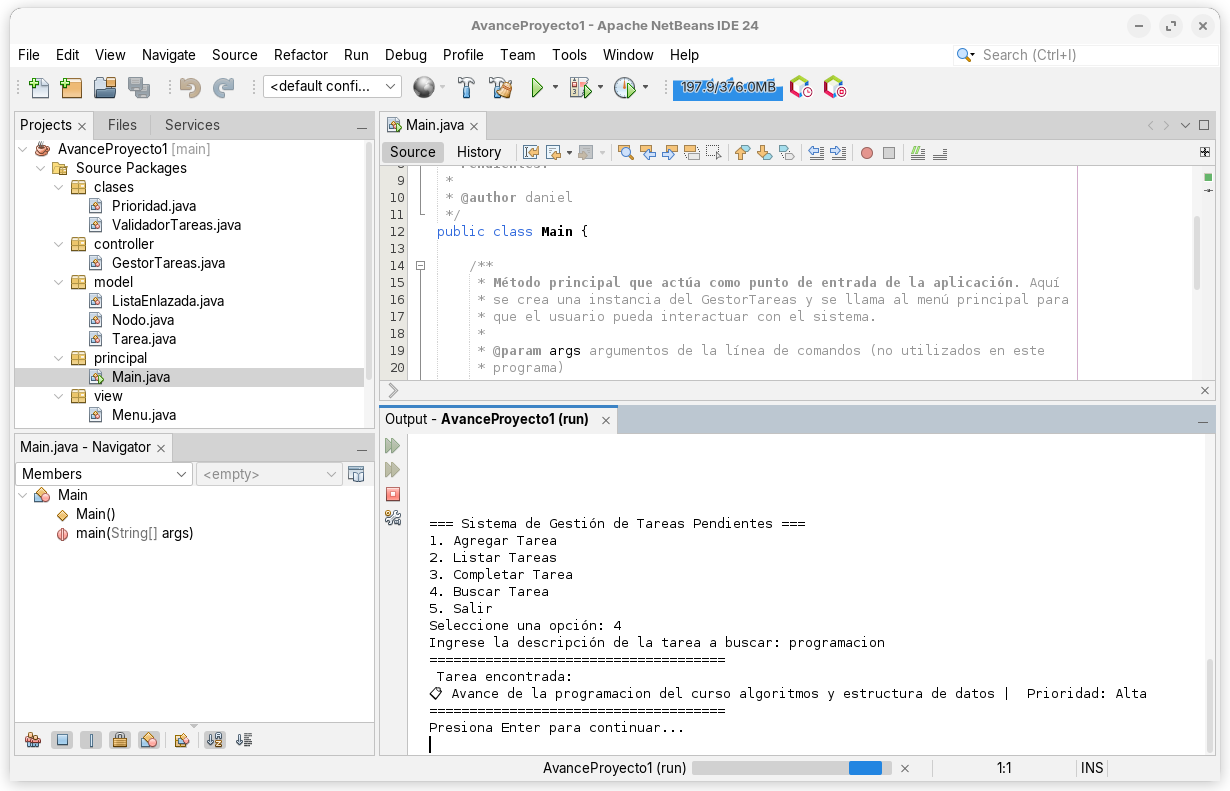 AvanceProyecto1 - Apache NetBeans IDE 24
File Edit View Navigate Source Refactor Run Debug Profile Team Tools Window Help
Search (Ctrl+I)
<default confi...
197.9/376.0MB
Projects Files Services
AvanceProyecto1 [main]
Source Packages
clases
Prioridad.java
ValidadorTareas.java
controller
GestorTareas.java
model
ListaEnlazada.java
Nodo.java
Tarea.java
principal
Main.java
view
Menu.java
Main.java - Navigator
Members <empty>
Main
Main()
main(String[] args)
Main.java
Source History
8 * Pendientes.
9 *
10 * @author daniel
11 */
12 public class Main {
13
14 /**
15 * Método principal que actúa como punto de entrada de la aplicación. Aquí
16 * se crea una instancia del GestorTareas y se llama al menú principal para
17 * que el usuario pueda interactuar con el sistema.
18 *
19 * @param args argumentos de la línea de comandos (no utilizados en este
20 * programa)
Output - AvanceProyecto1 (run)
=== Sistema de Gestión de Tareas Pendientes ===
1. Agregar Tarea
2. Listar Tareas
3. Completar Tarea
4. Buscar Tarea
5. Salir
Seleccione una opción: 4
Ingrese la descripción de la tarea a buscar: programacion
=====================================
Tarea encontrada:
Avance de la programacion del curso algoritmos y estructura de datos | Prioridad: Alta
=====================================
Presiona Enter para continuar...
AvanceProyecto1 (run)
1:1
INS